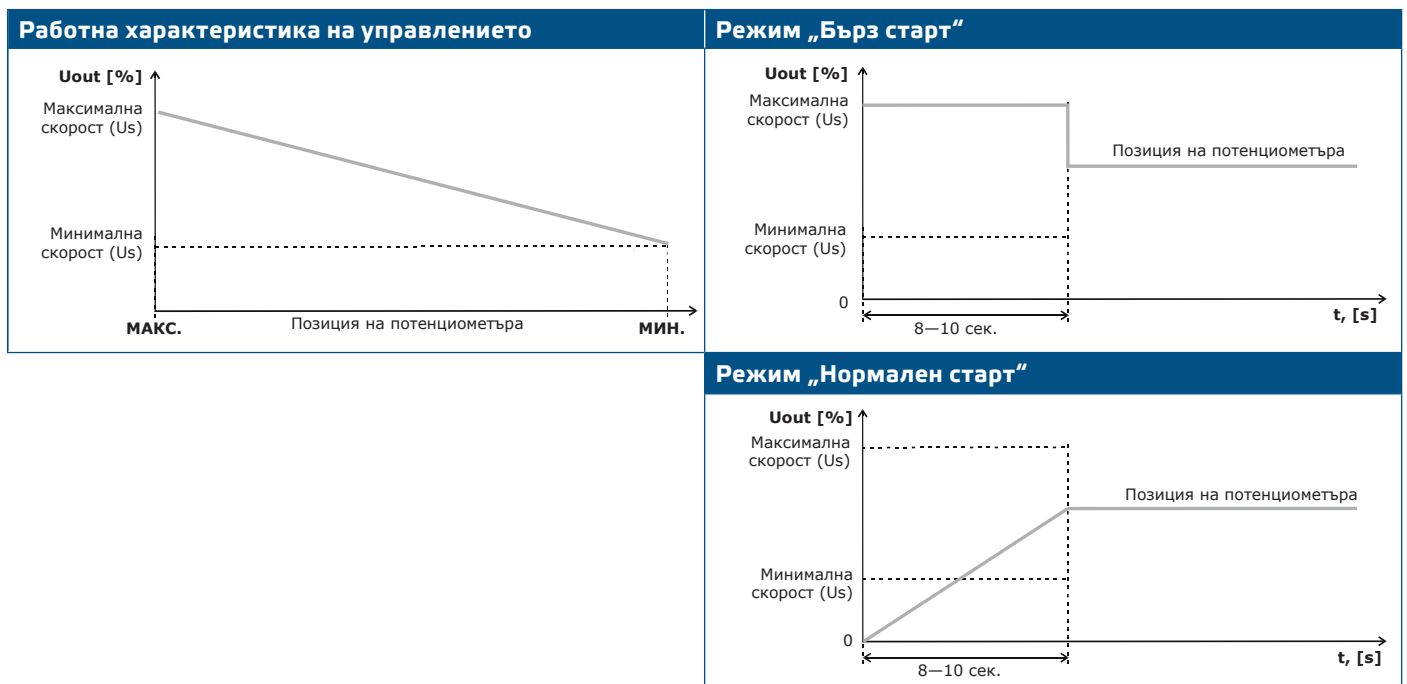 Работна характеристика на управлението
Uout [%]
Максимална
скорост (Us)
Минимална
скорост (Us)
МАКС.
Позиция на потенциометъра
МИН.
Режим „Бърз старт“
Uout [%]
Максимална
скорост (Us)
Позиция на потенциометъра
Минимална
скорост (Us)
0
t, [s]
8—10 сек.
Режим „Нормален старт“
Uout [%]
Максимална
скорост (Us)
Позиция на потенциометъра
Минимална
скорост (Us)
0
t, [s]
8—10 сек.